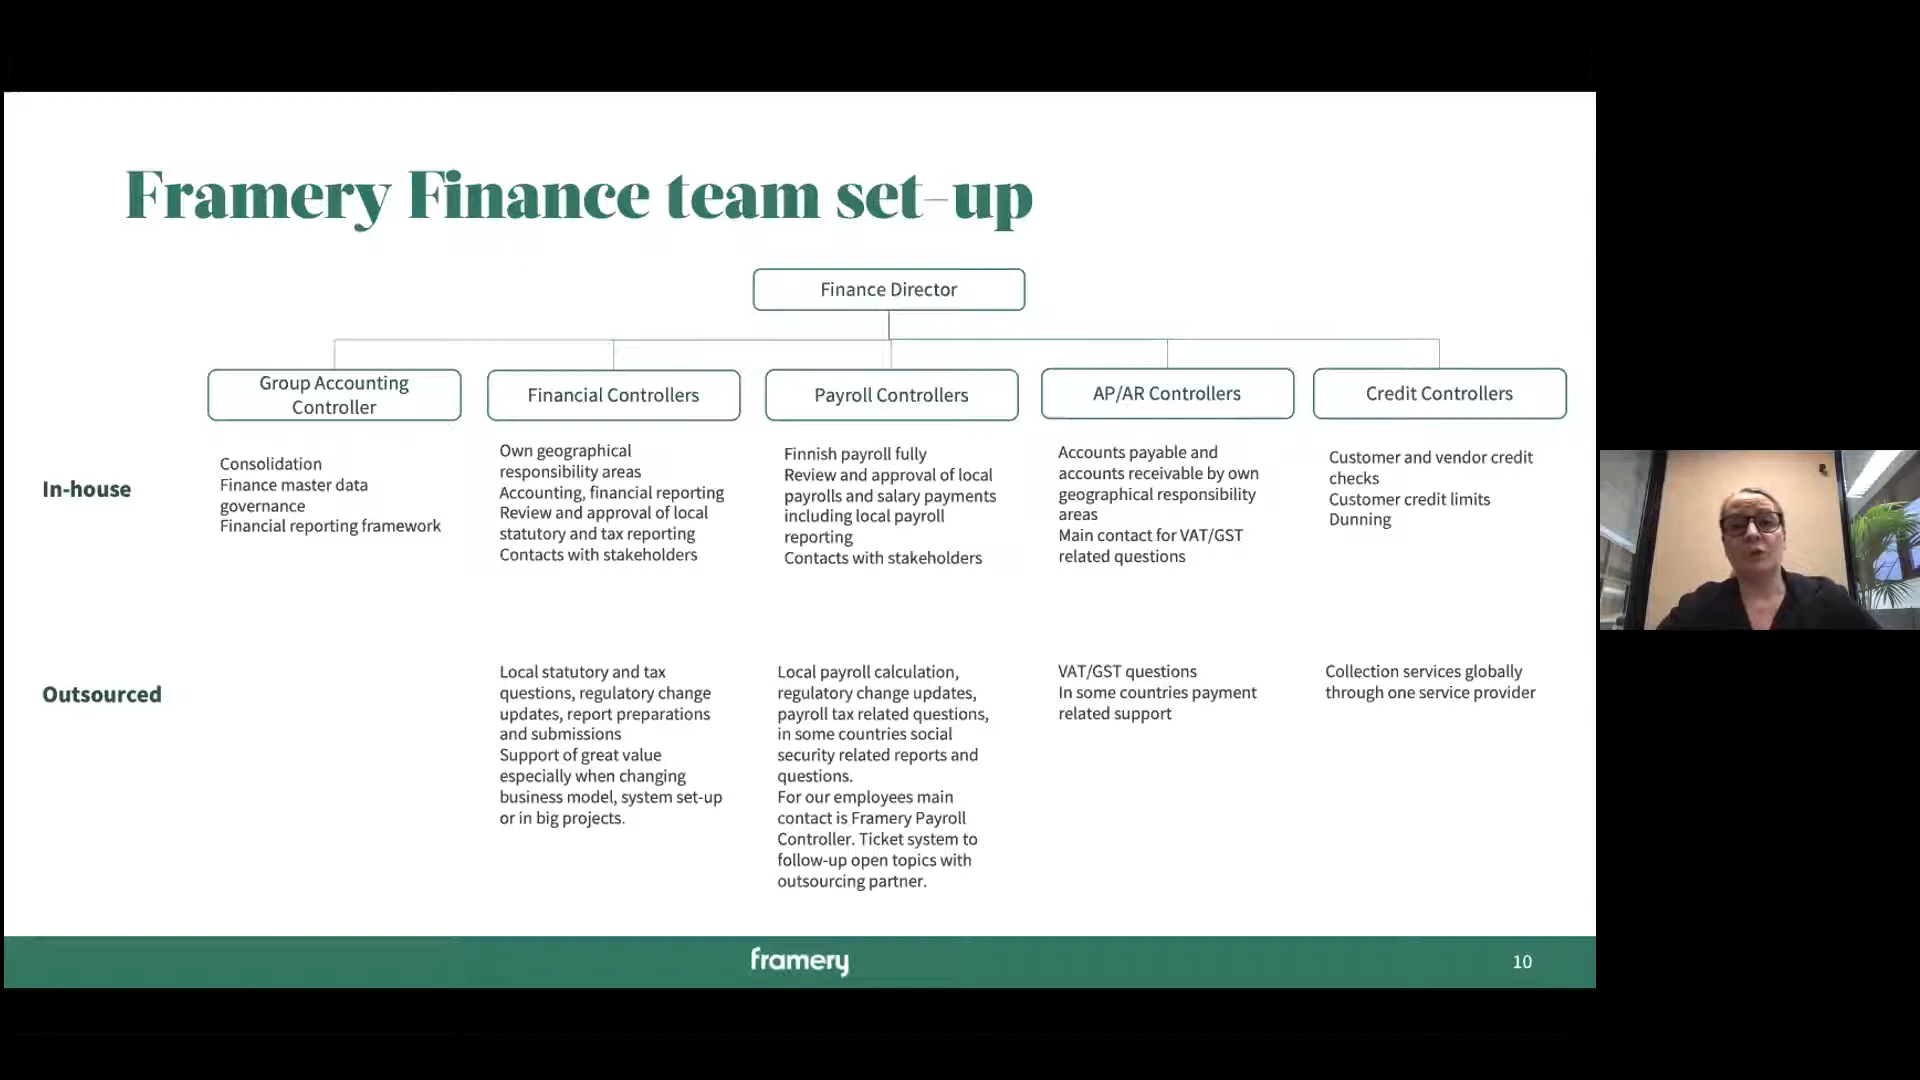 Framery Finance team set-up
Finance Director
Group Accounting
Controller
Financial Controllers
Payroll Controllers
AP/AR Controllers
Credit Controllers
In-house
Consolidation
Finance master data
governance
Financial reporting framework
Own geographical
responsibility areas
Accounting, financial reporting
Review and approval of local
statutory and tax reporting
Contacts with stakeholders
Finnish payroll fully
Review and approval of local
payrolls and salary payments
including local payroll
reporting
Contacts with stakeholders
Accounts payable and
accounts receivable by own
geographical responsibility
areas
Main contact for VAT/GST
related questions
Customer and vendor credit
checks
Customer credit limits
Dunning
Outsourced
Local statutory and tax
questions, regulatory change
updates, report preparations
and submissions
Support of great value
especially when changing
business model, system set-up
or in big projects.
Local payroll calculation,
regulatory change updates,
payroll tax related questions,
in some countries social
security related reports and
questions.
For our employees main
contact is Framery Payroll
Controller. Ticket system to
follow-up open topics with
outsourcing partner.
VAT/GST questions
In some countries payment
related support
Collection services globally
through one service provider
framery
10